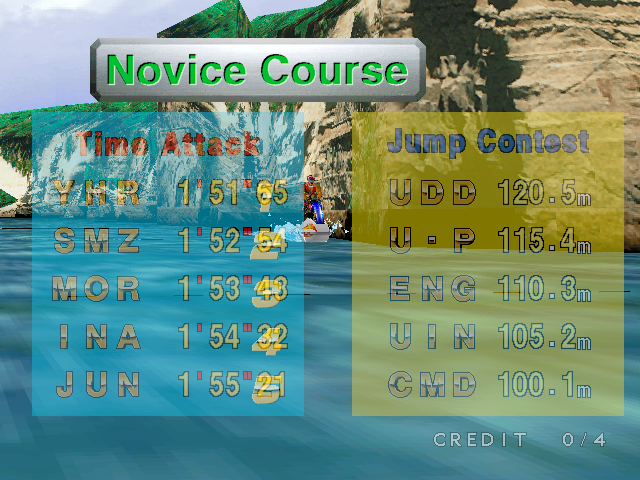 Novice Course
Time Attack
YHR 1'51"65
SMZ 1'52"54
MOR 1'53"43
INA 1'54"32
JUN 1'55"21
Jump Contest
UDD 120.5m
U·P 115.4m
ENG 110.3m
UIN 105.2m
CMD 100.1m
CREDIT 0/4